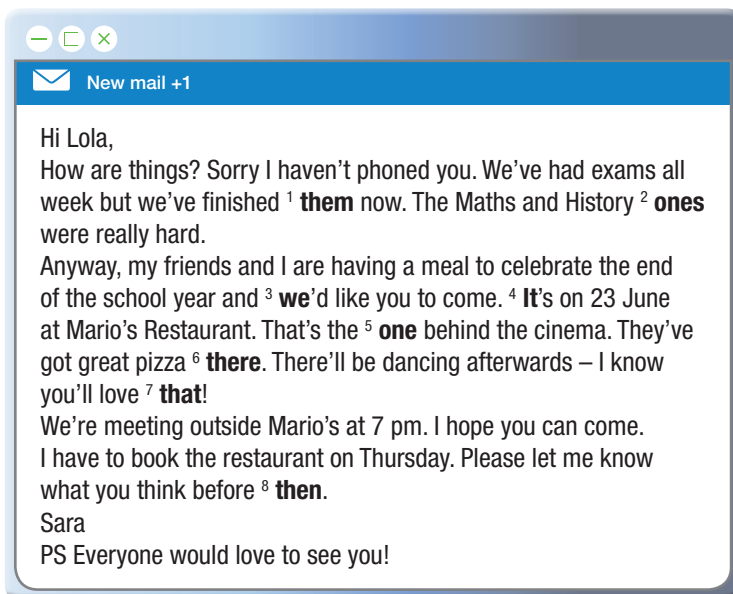 New mail +1
Hi Lola,
How are things? Sorry I haven't phoned you. We've had exams all
week but we've finished 1 them now. The Maths and History 2 ones
were really hard.
Anyway, my friends and I are having a meal to celebrate the end
of the school year and 3 we'd like you to come. 4 It's on 23 June
at Mario's Restaurant. That's the 5 one behind the cinema. They've
got great pizza 6 there. There'll be dancing afterwards – I know
you'll love 7 that!
We're meeting outside Mario's at 7 pm. I hope you can come.
I have to book the restaurant on Thursday. Please let me know
what you think before 8 then.
Sara
PS Everyone would love to see you!